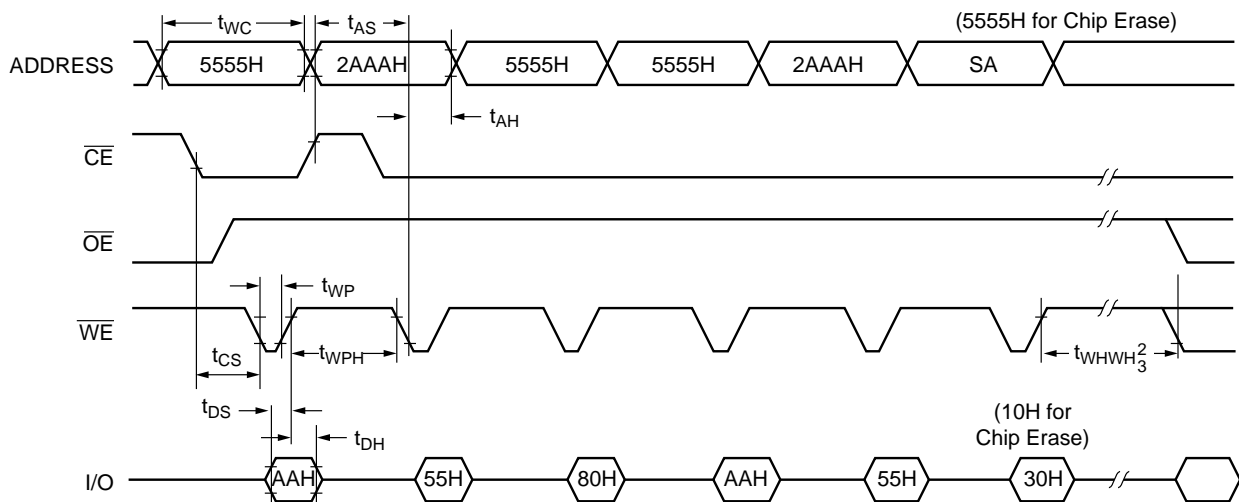 tWC
tAS
(5555H for Chip Erase)
ADDRESS
5555H
2AAAH
5555H
5555H
2AAAH
SA
tAH
CE
OE
tWP
WE
tCS
tWPH
tWHWH2
3
tDS
tDH
(10H for
Chip Erase)
I/O
AAH
55H
80H
AAH
55H
30H